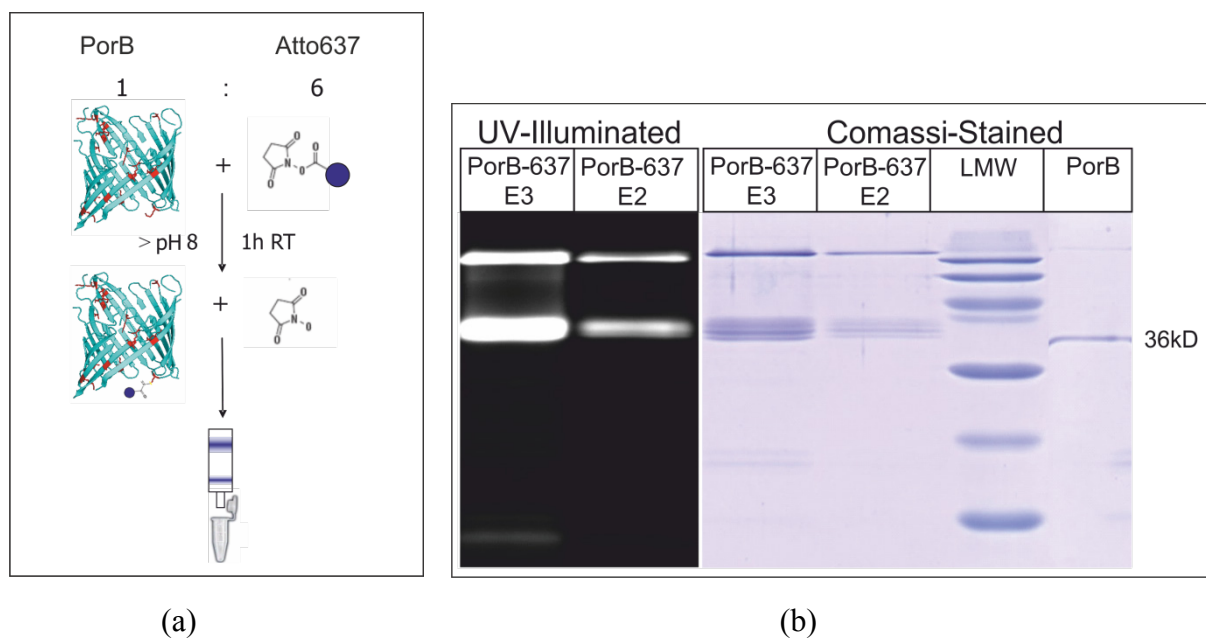 PorB Atto637
1 : 6
+
O
N
O
O
O
> pH 8 1h RT
+
O
N
O
O
(a)
UV-Illuminated Comassi-Stained
PorB-637 PorB-637 PorB-637 PorB-637 LMW PorB
E3 E2 E3 E2
36kD
(b)